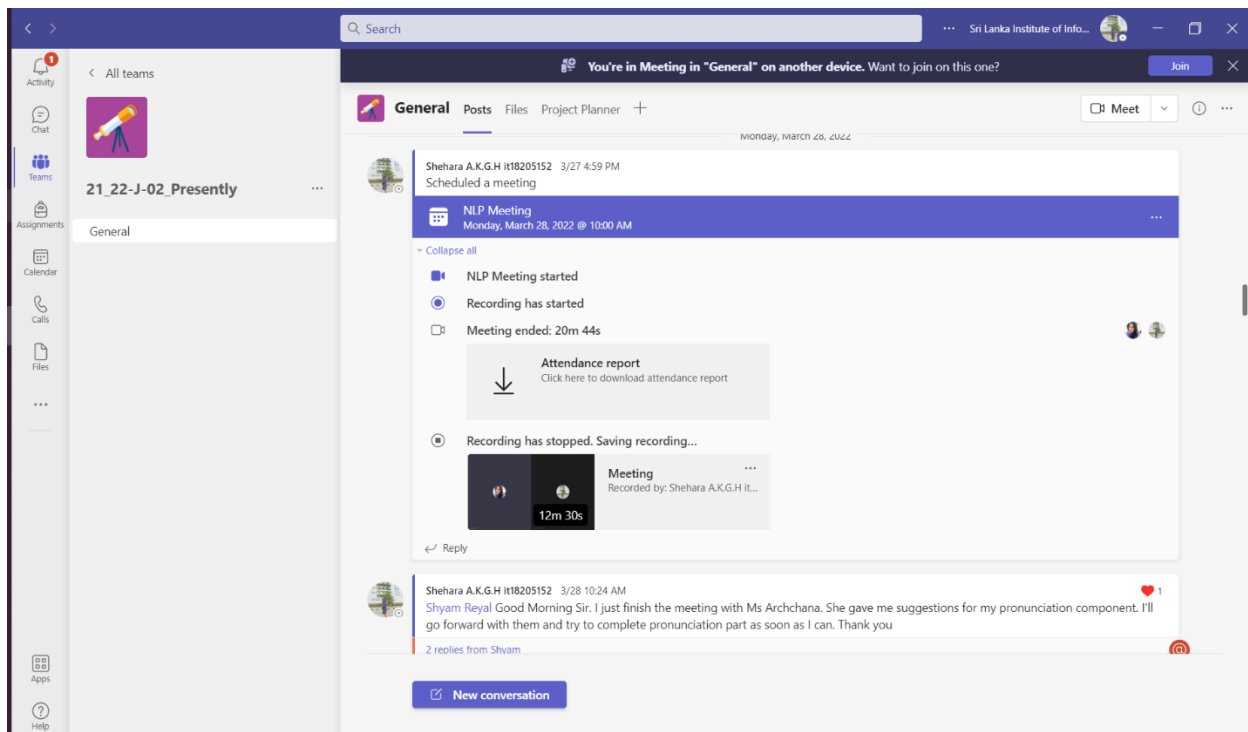 Search
Sri Lanka Institute of Info...
1
Activity
Chat
Teams
Assignments
Calendar
Calls
Files
Apps
Help
All teams
21_22-J-02_Presently
General
You're in Meeting in "General" on another device. Want to join on this one?
Join
General Posts Files Project Planner
Meet
Monday, March 28, 2022
Shehara A.K.G.H it18205152 3/27 4:59 PM
Scheduled a meeting
NLP Meeting
Monday, March 28, 2022 @ 10:00 AM
Collapse all
NLP Meeting started
Recording has started
Meeting ended: 20m 44s
Attendance report
Click here to download attendance report
Recording has stopped. Saving recording...
12m 30s
Meeting
Recorded by: Shehara A.K.G.H it...
Reply
Shehara A.K.G.H it18205152 3/28 10:24 AM
1
Shyam Reyal Good Morning Sir. I just finish the meeting with Ms Archchana. She gave me suggestions for my pronunciation component. I'll
go forward with them and try to complete pronunciation part as soon as I can. Thank you
2 replies from Shyam
@
New conversation